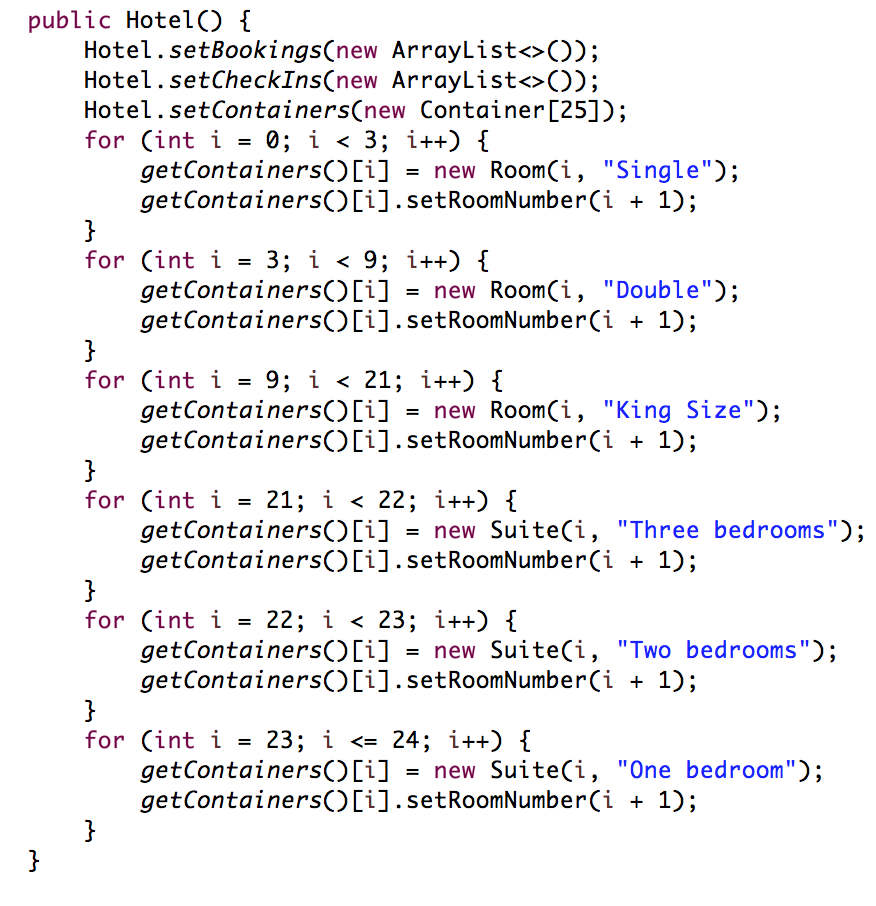 public Hotel() {
    Hotel.setBookings(new ArrayList<>());
    Hotel.setCheckIns(new ArrayList<>());
    Hotel.setContainers(new Container[25]);
    for (int i = 0; i < 3; i++) {
        getContainers()[i] = new Room(i, "Single");
        getContainers()[i].setRoomNumber(i + 1);
    }
    for (int i = 3; i < 9; i++) {
        getContainers()[i] = new Room(i, "Double");
        getContainers()[i].setRoomNumber(i + 1);
    }
    for (int i = 9; i < 21; i++) {
        getContainers()[i] = new Room(i, "King Size");
        getContainers()[i].setRoomNumber(i + 1);
    }
    for (int i = 21; i < 22; i++) {
        getContainers()[i] = new Suite(i, "Three bedrooms");
        getContainers()[i].setRoomNumber(i + 1);
    }
    for (int i = 22; i < 23; i++) {
        getContainers()[i] = new Suite(i, "Two bedrooms");
        getContainers()[i].setRoomNumber(i + 1);
    }
    for (int i = 23; i <= 24; i++) {
        getContainers()[i] = new Suite(i, "One bedroom");
        getContainers()[i].setRoomNumber(i + 1);
    }
}